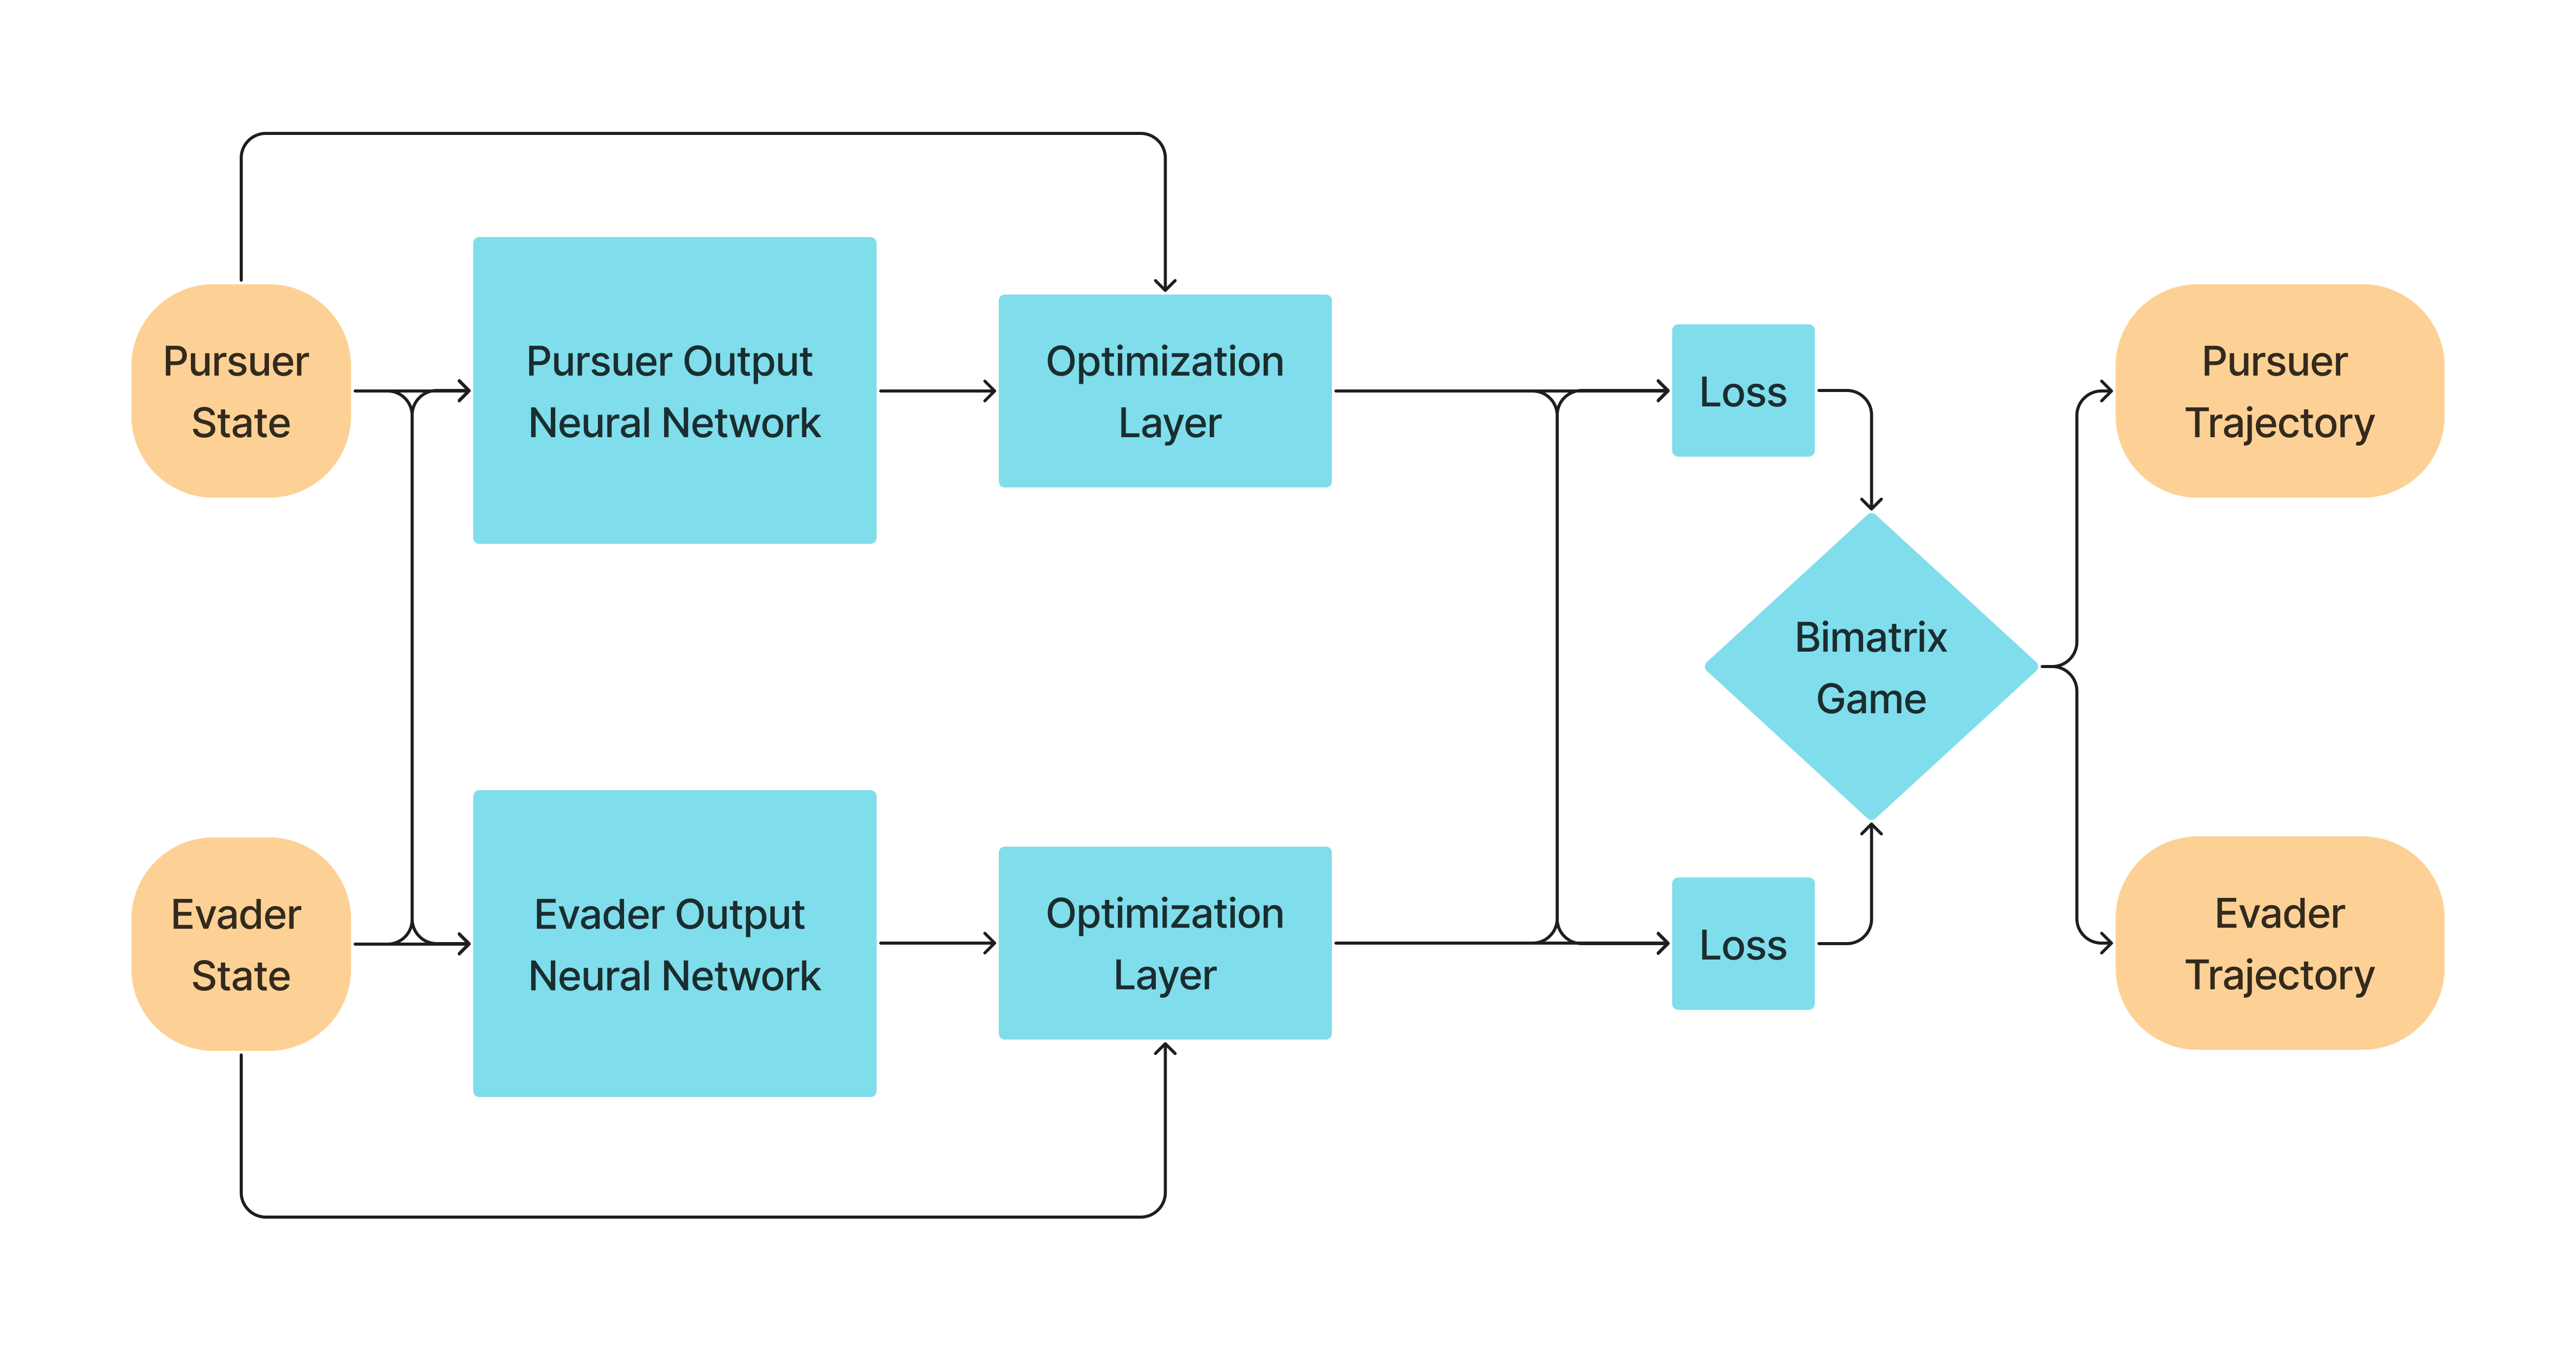 Pursuer
State
Pursuer Output
Neural Network
Optimization
Layer
Loss
Pursuer
Trajectory
Bimatrix
Game
Evader
State
Evader Output
Neural Network
Optimization
Layer
Loss
Evader
Trajectory